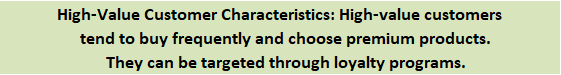 High-Value Customer Characteristics: High-value customers
tend to buy frequently and choose premium products.
They can be targeted through loyalty programs.